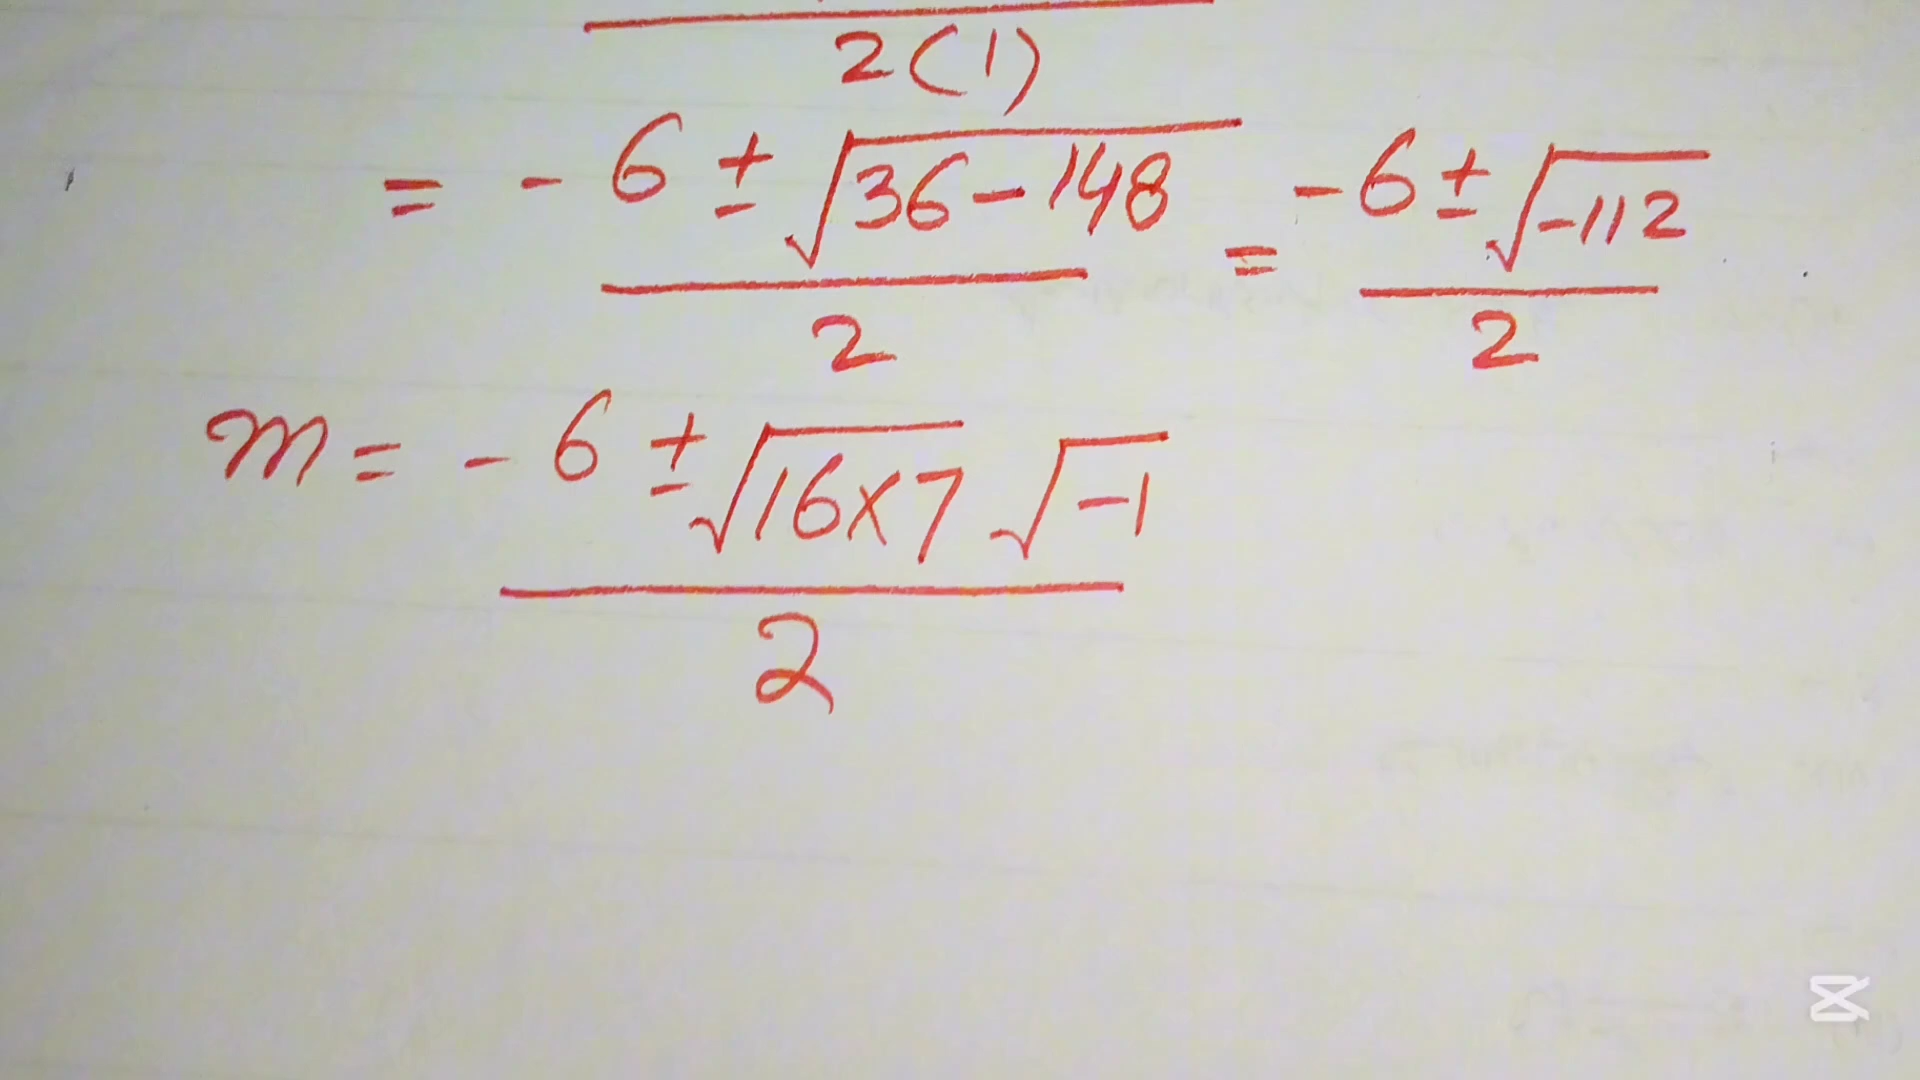 2(1)
= -6 ± √36-148 / 2 = -6 ± √-112 / 2
m = -6 ± √16×7 √-1 / 2